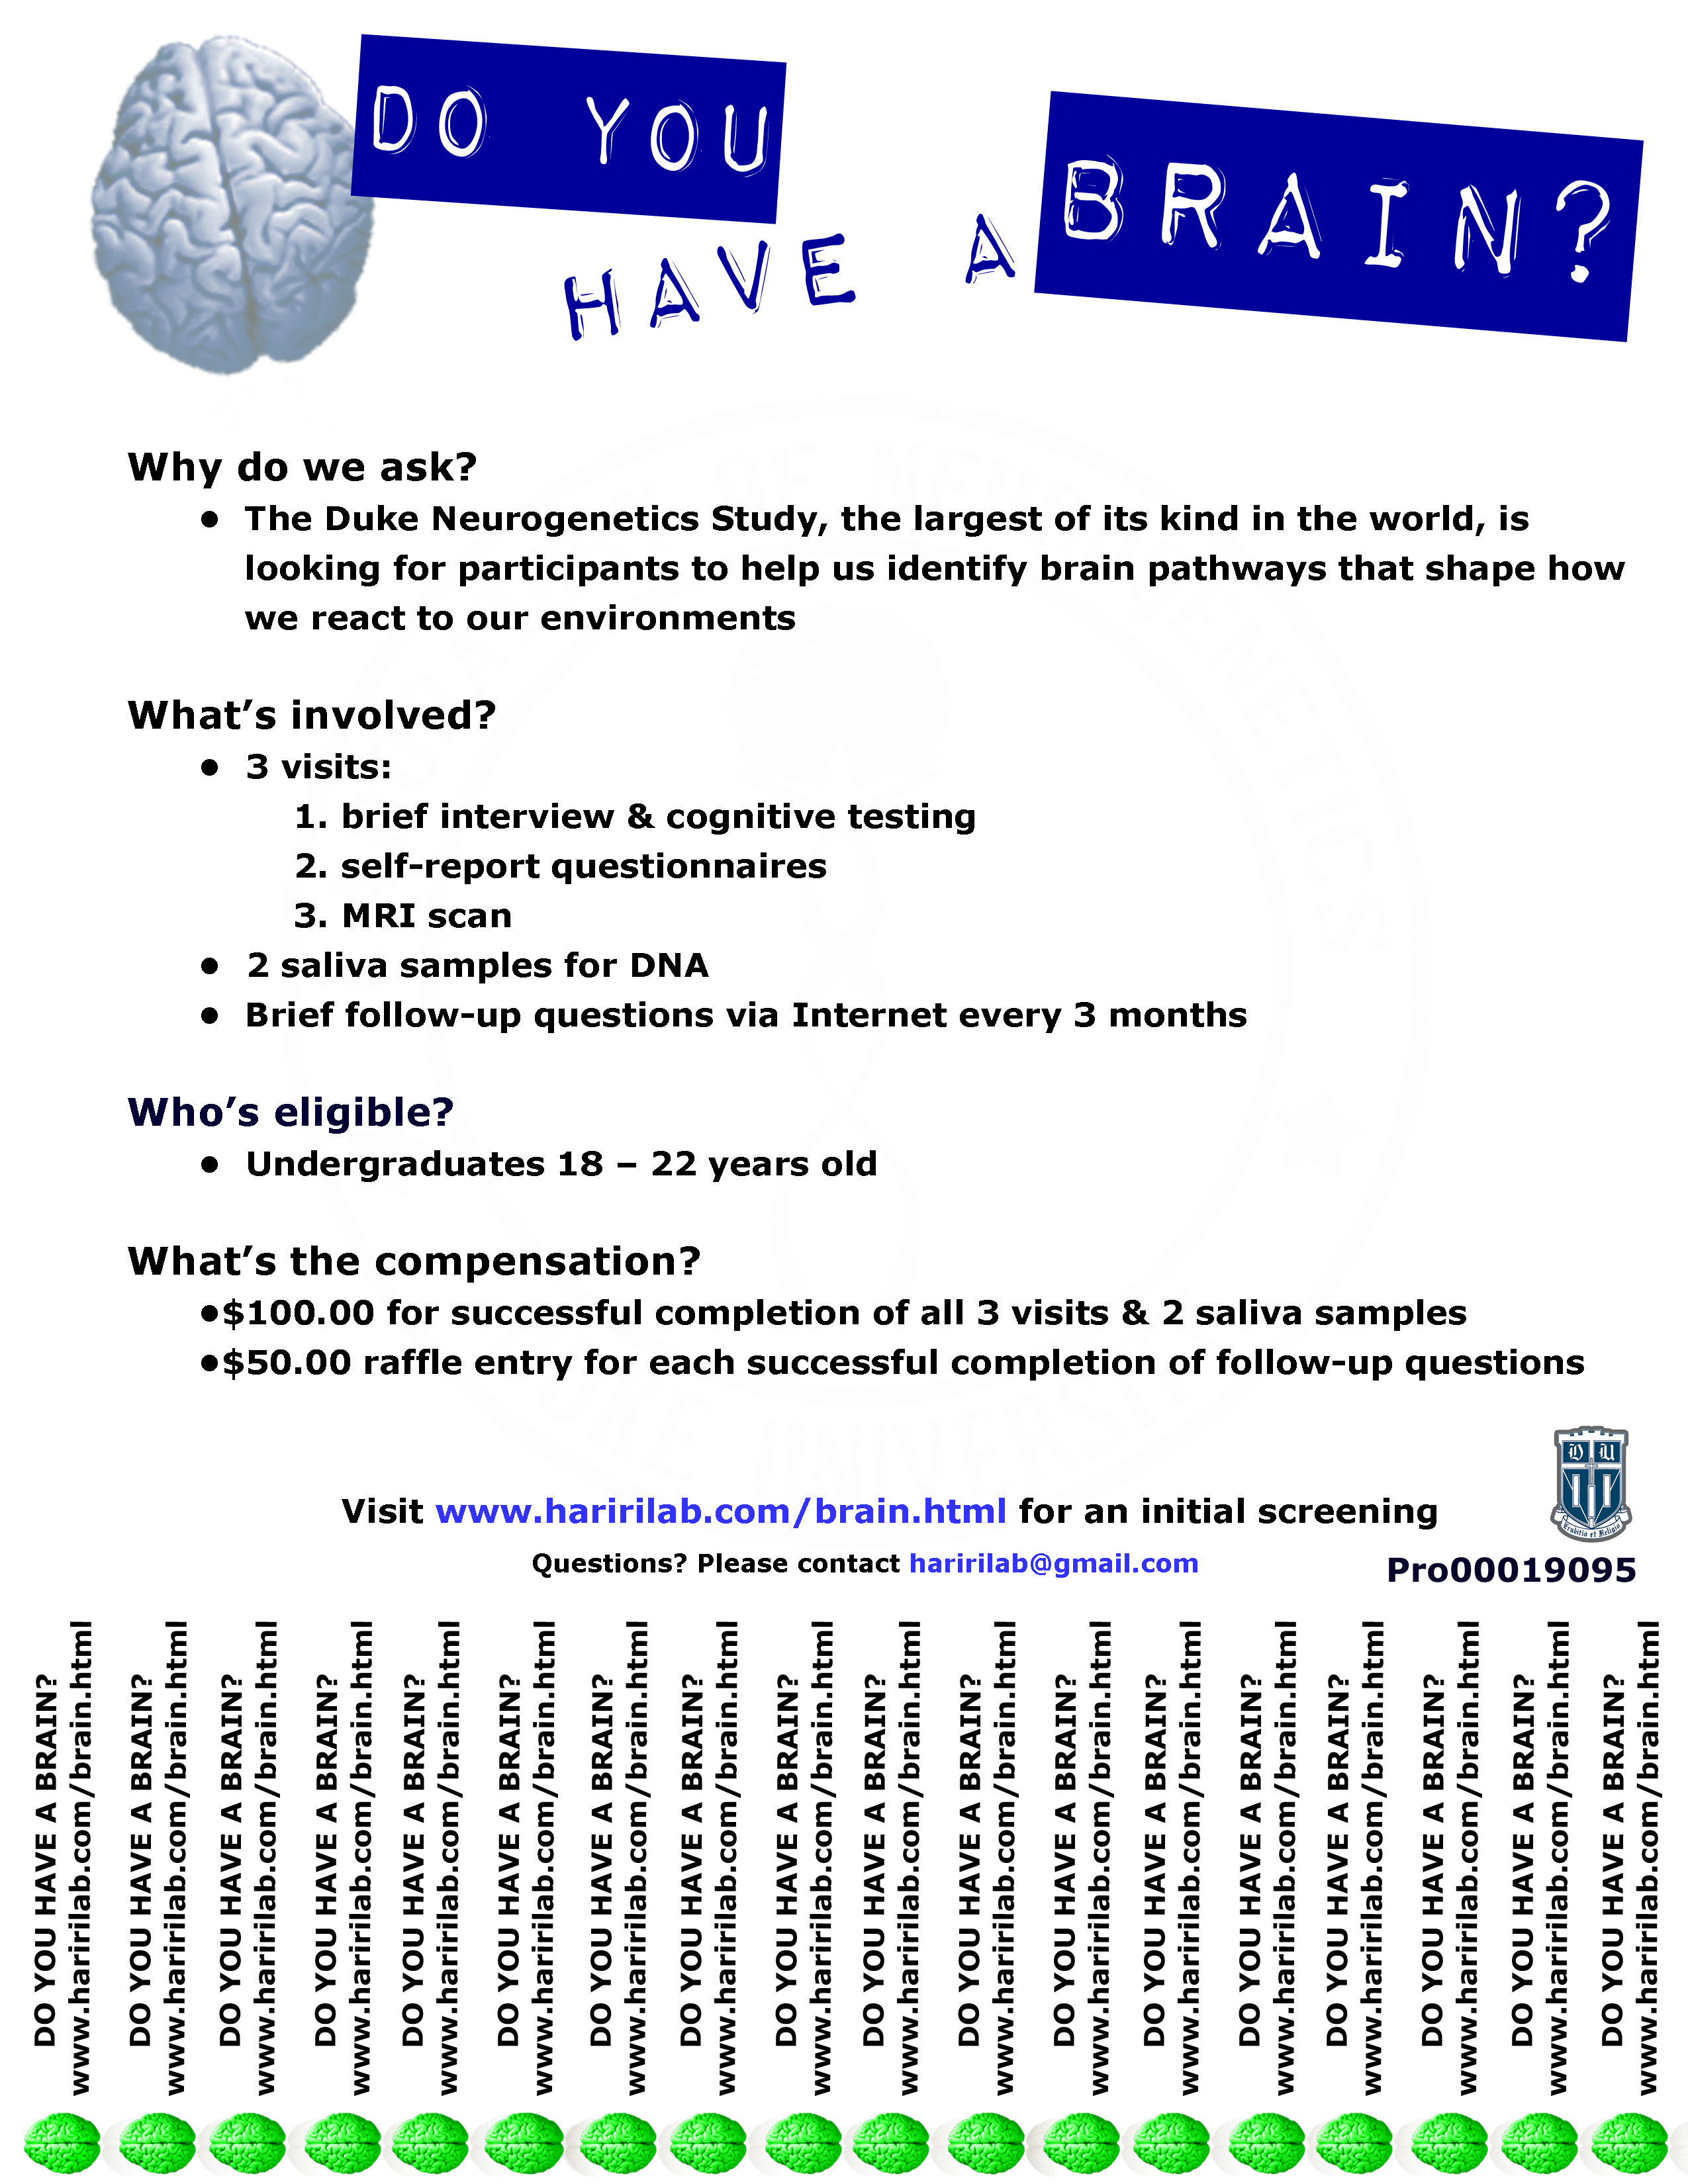 DO YOU
HAVE A BRAIN?
Why do we ask?
● The Duke Neurogenetics Study, the largest of its kind in the world, is
looking for participants to help us identify brain pathways that shape how
we react to our environments
What’s involved?
● 3 visits:
1. brief interview & cognitive testing
2. self-report questionnaires
3. MRI scan
● 2 saliva samples for DNA
● Brief follow-up questions via Internet every 3 months
Who’s eligible?
● Undergraduates 18 – 22 years old
What’s the compensation?
●$100.00 for successful completion of all 3 visits & 2 saliva samples
●$50.00 raffle entry for each successful completion of follow-up questions
D U
Eruditio et Religio
Visit www.haririlab.com/brain.html for an initial screening
Questions? Please contact haririlab@gmail.com
Pro00019095
DO YOU HAVE A BRAIN?
www.haririlab.com/brain.html
DO YOU HAVE A BRAIN?
www.haririlab.com/brain.html
DO YOU HAVE A BRAIN?
www.haririlab.com/brain.html
DO YOU HAVE A BRAIN?
www.haririlab.com/brain.html
DO YOU HAVE A BRAIN?
www.haririlab.com/brain.html
DO YOU HAVE A BRAIN?
www.haririlab.com/brain.html
DO YOU HAVE A BRAIN?
www.haririlab.com/brain.html
DO YOU HAVE A BRAIN?
www.haririlab.com/brain.html
DO YOU HAVE A BRAIN?
www.haririlab.com/brain.html
DO YOU HAVE A BRAIN?
www.haririlab.com/brain.html
DO YOU HAVE A BRAIN?
www.haririlab.com/brain.html
DO YOU HAVE A BRAIN?
www.haririlab.com/brain.html
DO YOU HAVE A BRAIN?
www.haririlab.com/brain.html
DO YOU HAVE A BRAIN?
www.haririlab.com/brain.html
DO YOU HAVE A BRAIN?
www.haririlab.com/brain.html
DO YOU HAVE A BRAIN?
www.haririlab.com/brain.html
DO YOU HAVE A BRAIN?
www.haririlab.com/brain.html
DO YOU HAVE A BRAIN?
www.haririlab.com/brain.html